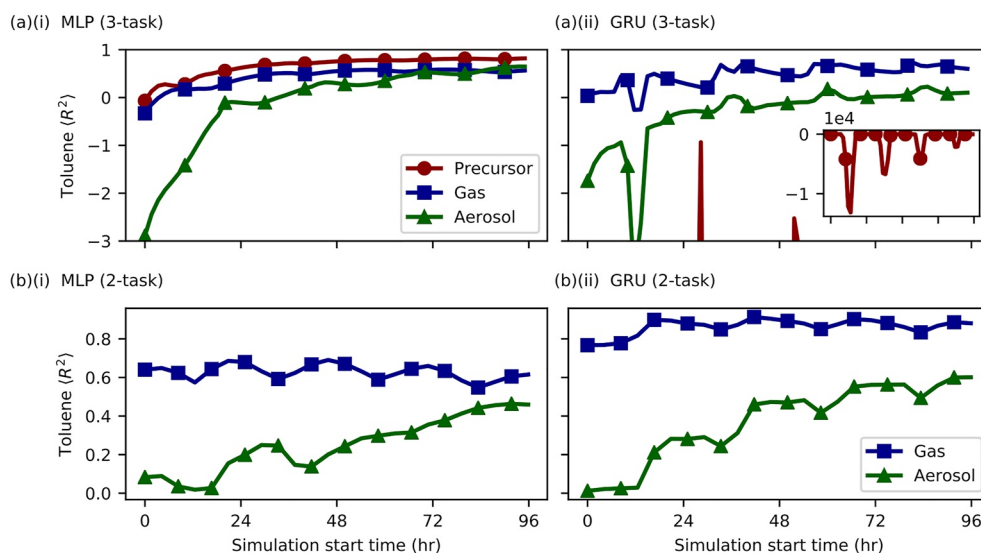 (a)(i) MLP (3-task)
(a)(ii) GRU (3-task)
Toluene ⟨R²⟩
1
0
−1
−2
−3
Precursor
Gas
Aerosol
1e4
0
−1
(b)(i) MLP (2-task)
(b)(ii) GRU (2-task)
Toluene ⟨R²⟩
0.8
0.6
0.4
0.2
0.0
Gas
Aerosol
0 24 48 72 96
0 24 48 72 96
Simulation start time (hr)
Simulation start time (hr)